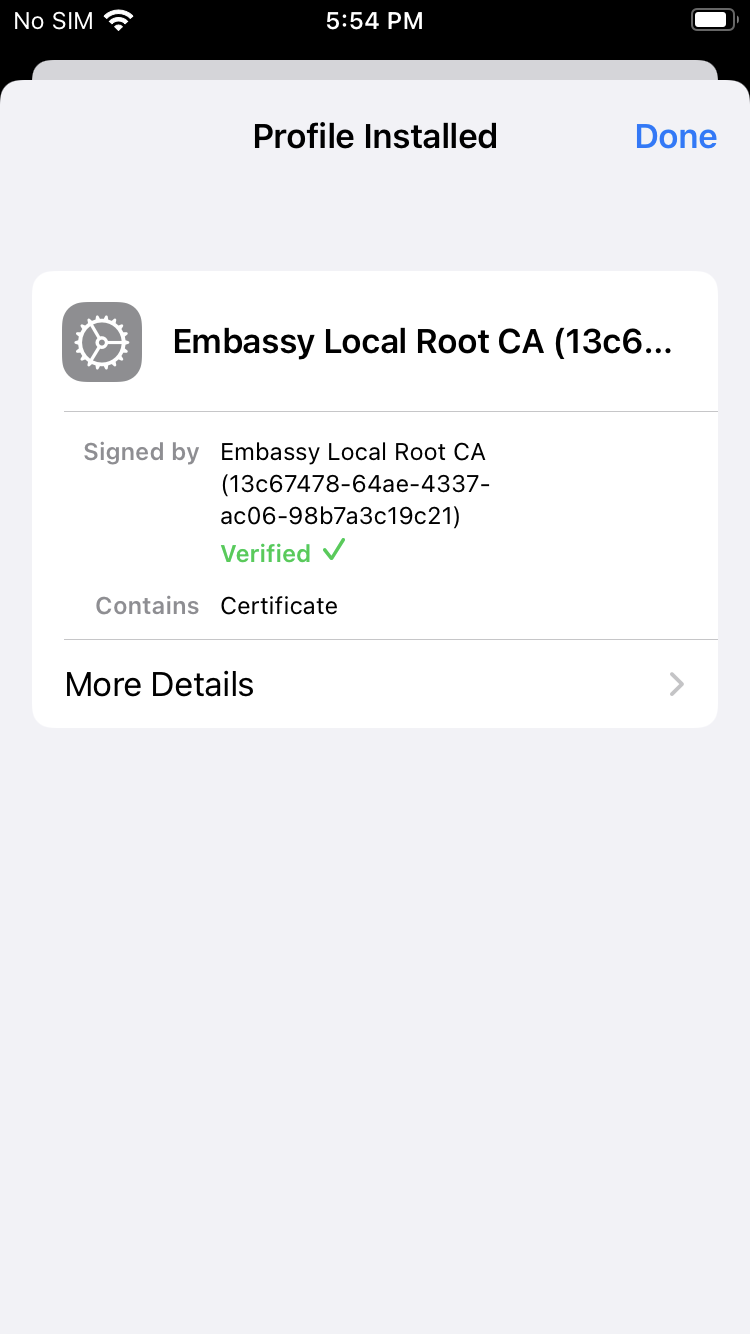 No SIM 5:54 PM
Profile Installed Done
Embassy Local Root CA (13c6...
Signed by Embassy Local Root CA
(13c67478-64ae-4337-
ac06-98b7a3c19c21)
Verified ✓
Contains Certificate
More Details